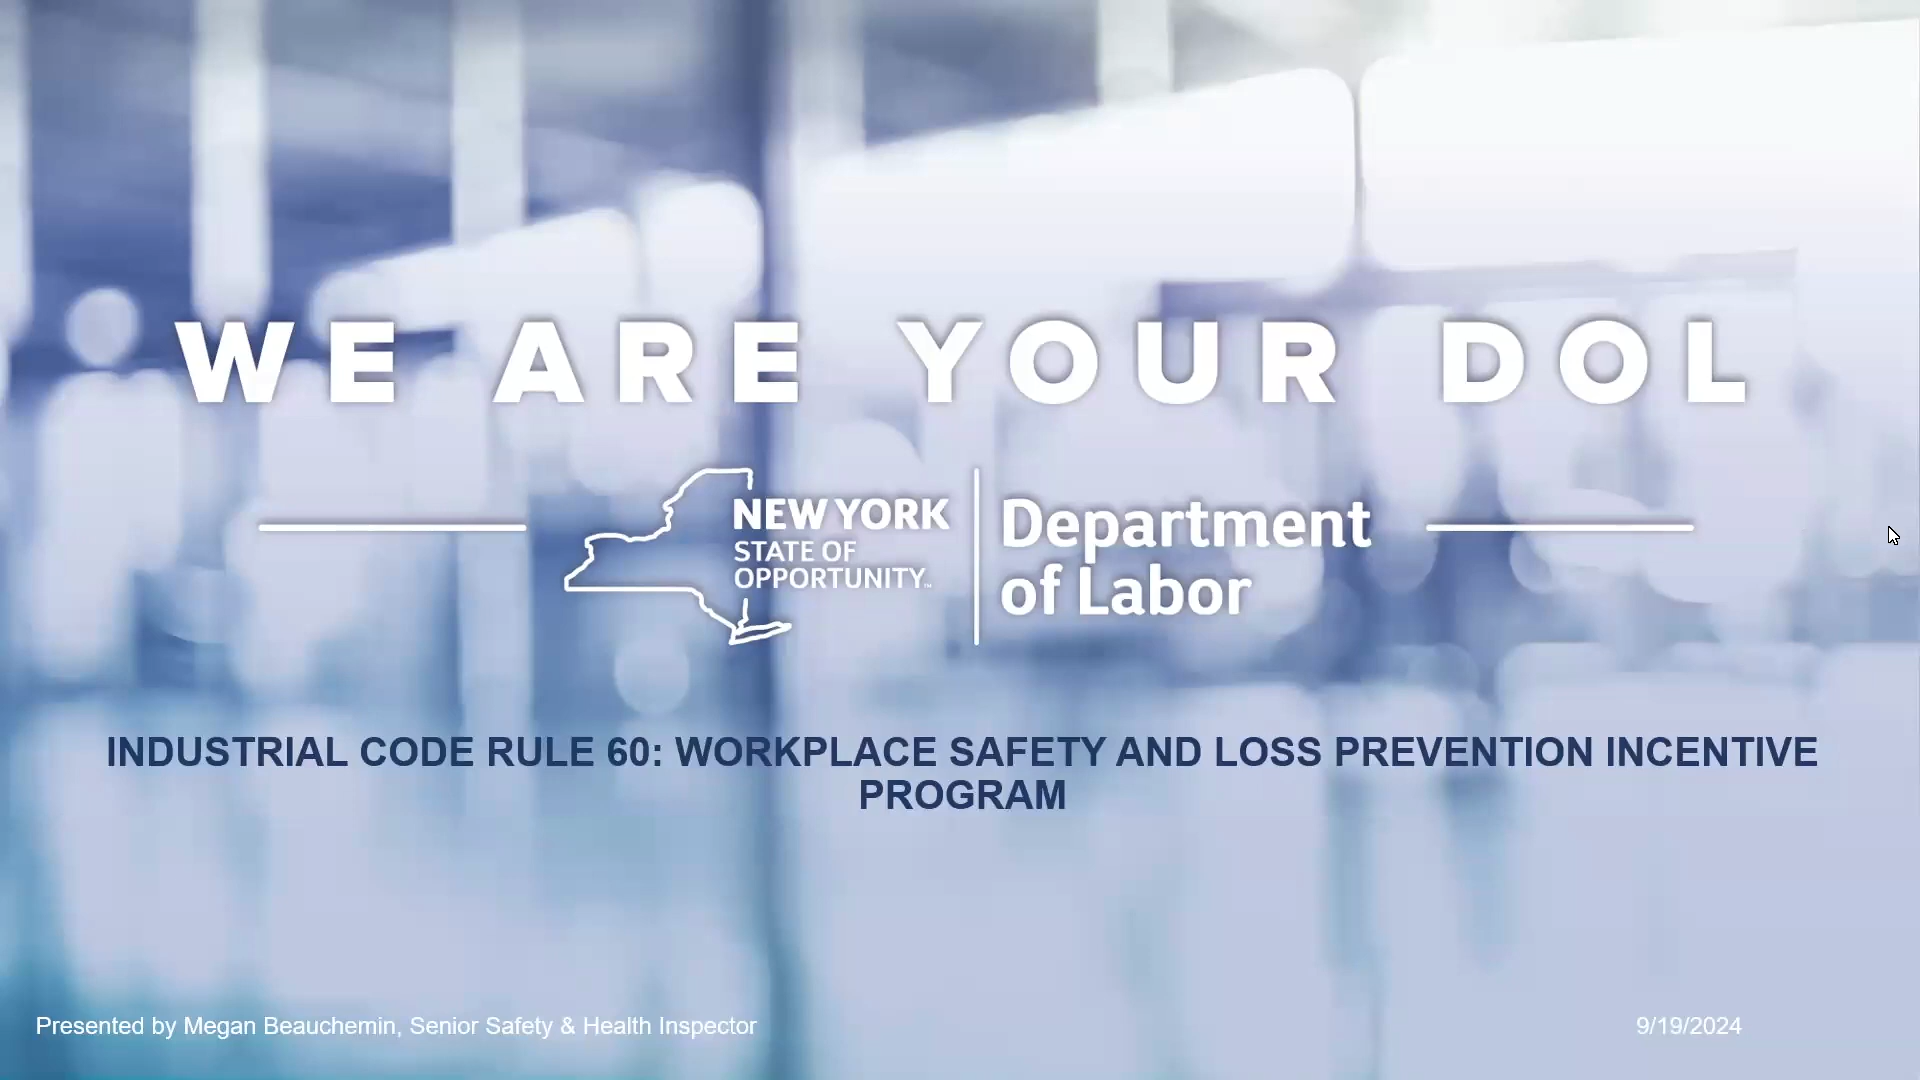 WE ARE YOUR DOL
NEW YORK
STATE OF
OPPORTUNITY™
Department
of Labor
INDUSTRIAL CODE RULE 60: WORKPLACE SAFETY AND LOSS PREVENTION INCENTIVE
PROGRAM
Presented by Megan Beauchemin, Senior Safety & Health Inspector
9/19/2024